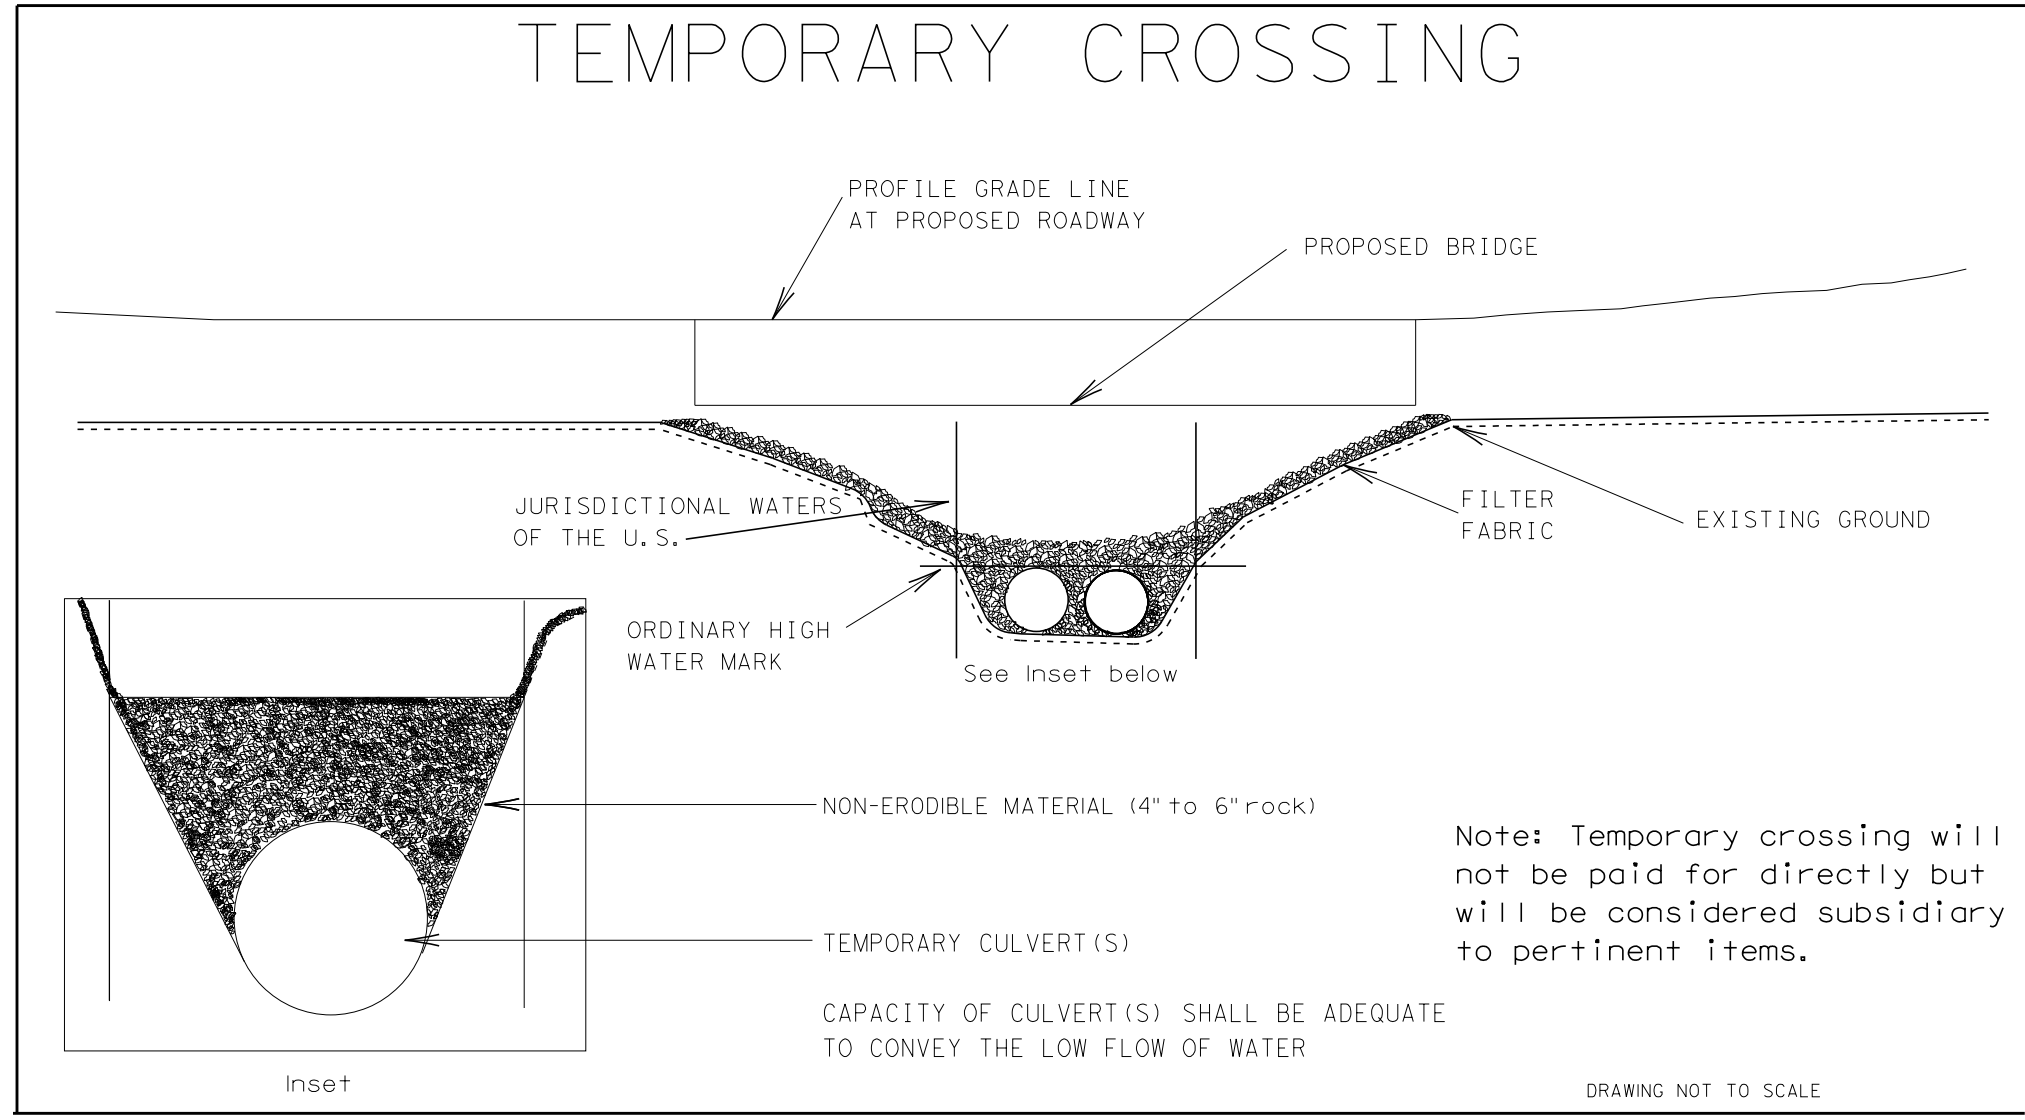 TEMPORARY CROSSING
PROFILE GRADE LINE
AT PROPOSED ROADWAY
PROPOSED BRIDGE
JURISDICTIONAL WATERS
OF THE U.S.
FILTER
FABRIC
EXISTING GROUND
ORDINARY HIGH
WATER MARK
See Inset below
NON-ERODIBLE MATERIAL (4" to 6" rock)
Note: Temporary crossing will
not be paid for directly but
will be considered subsidiary
to pertinent items.
TEMPORARY CULVERT(S)
CAPACITY OF CULVERT(S) SHALL BE ADEQUATE
TO CONVEY THE LOW FLOW OF WATER
Inset
DRAWING NOT TO SCALE